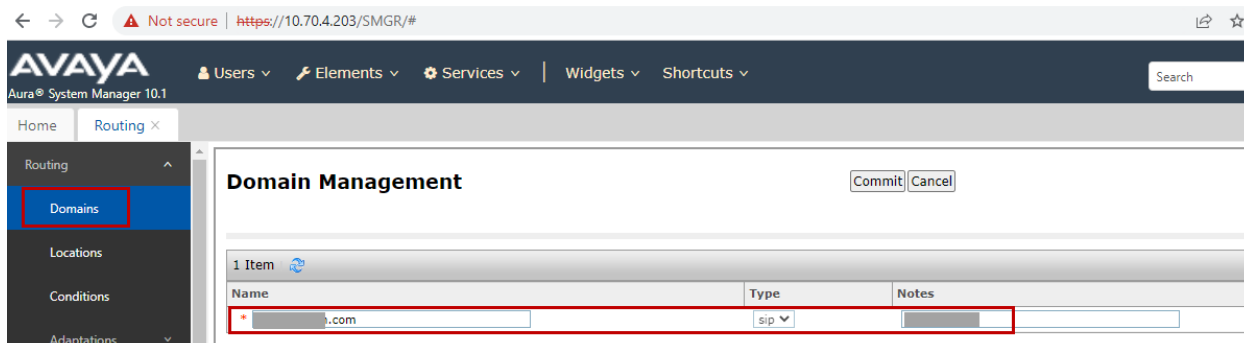 Not secure | https://10.70.4.203/SMGR/#
AVAYA
Aura® System Manager 10.1
Users Elements Services | Widgets Shortcuts
Search
Home Routing ×
Routing
Domains
Locations
Conditions
Adaptations
Domain Management
Commit Cancel
1 Item
Name Type Notes
* .com sip